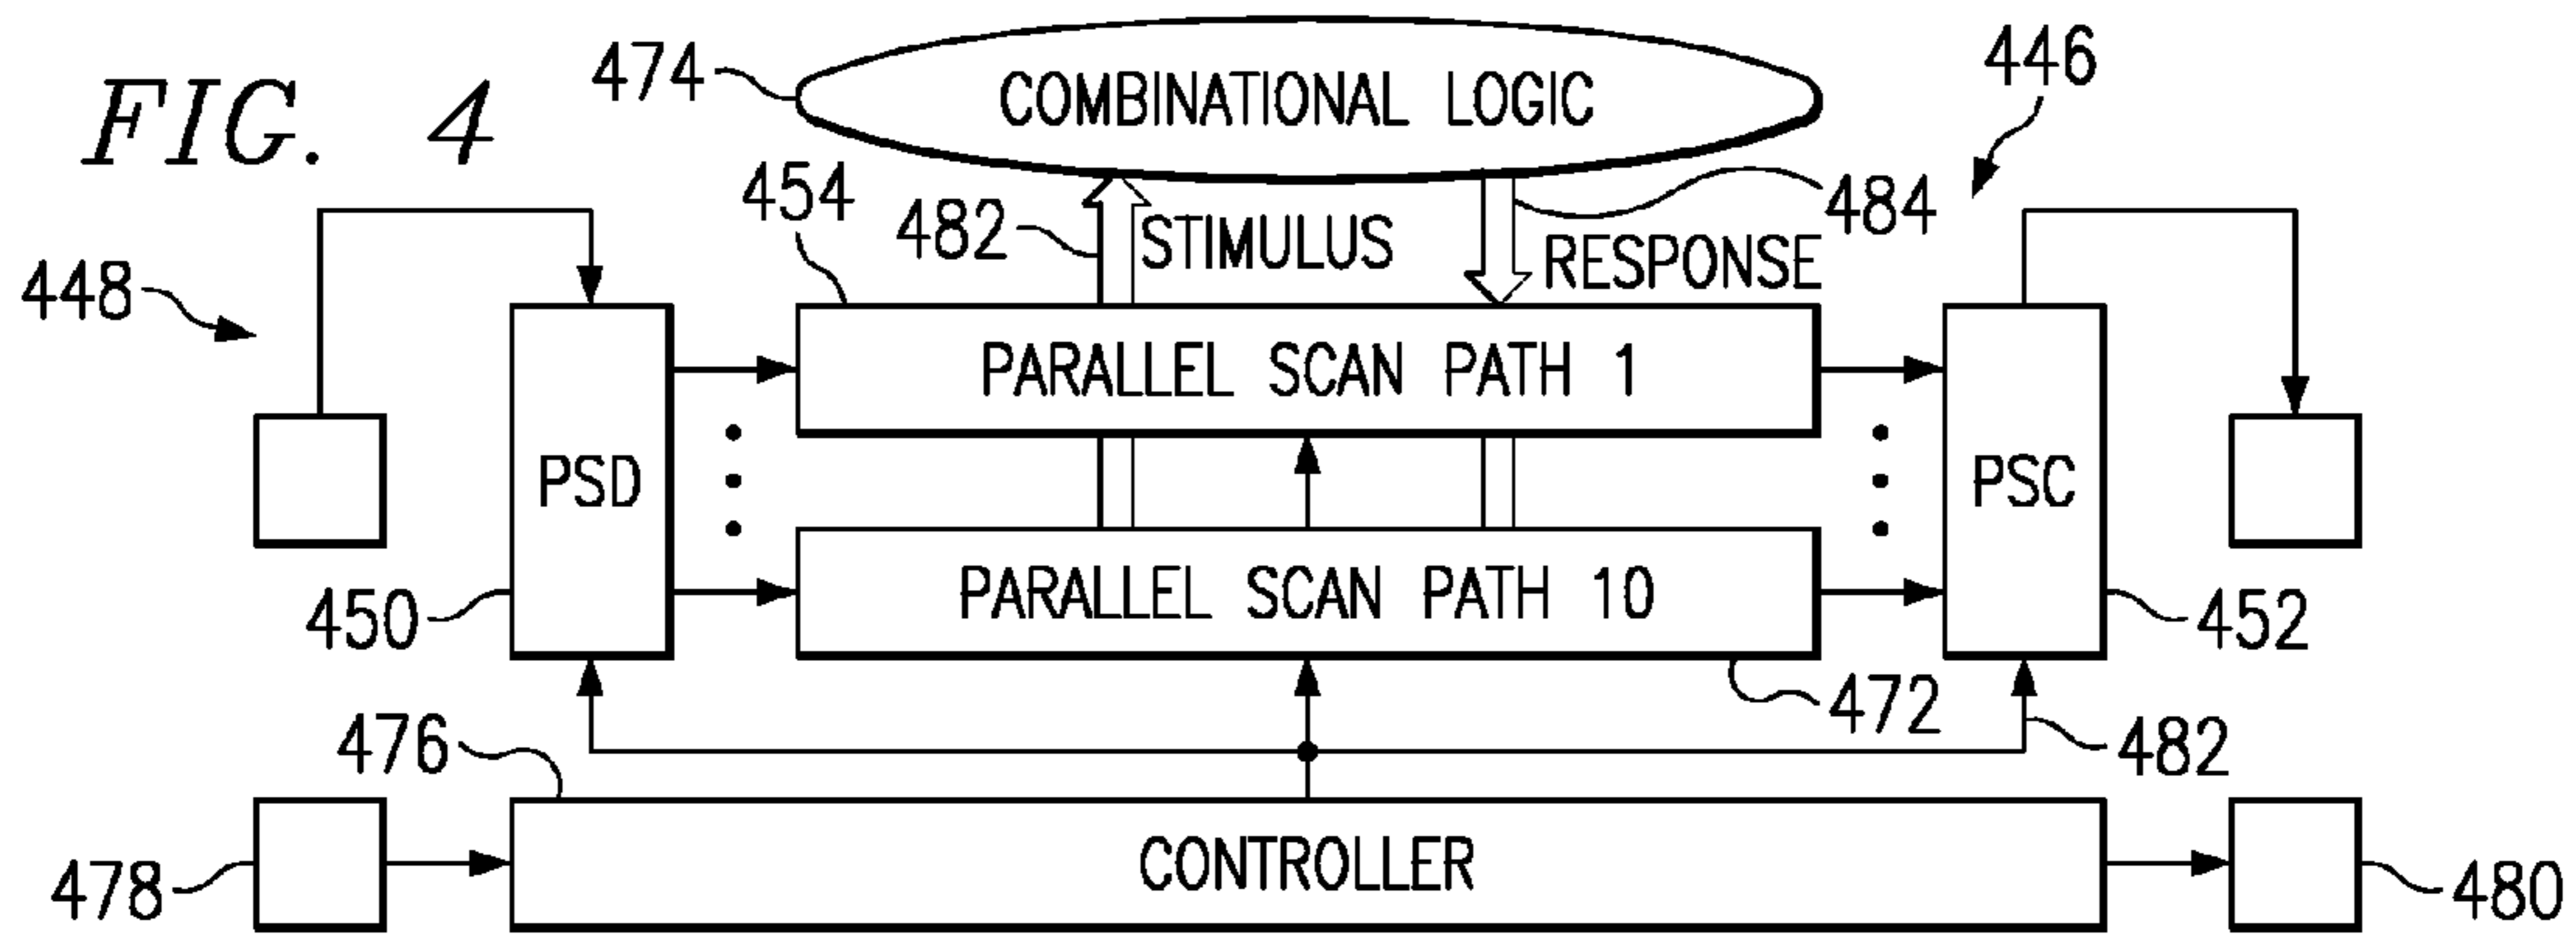 FIG. 4
474
COMBINATIONAL LOGIC
446
454
482
STIMULUS
484
RESPONSE
448
PARALLEL SCAN PATH 1
PSD
PSC
PARALLEL SCAN PATH 10
450
452
472
476
482
478
CONTROLLER
480